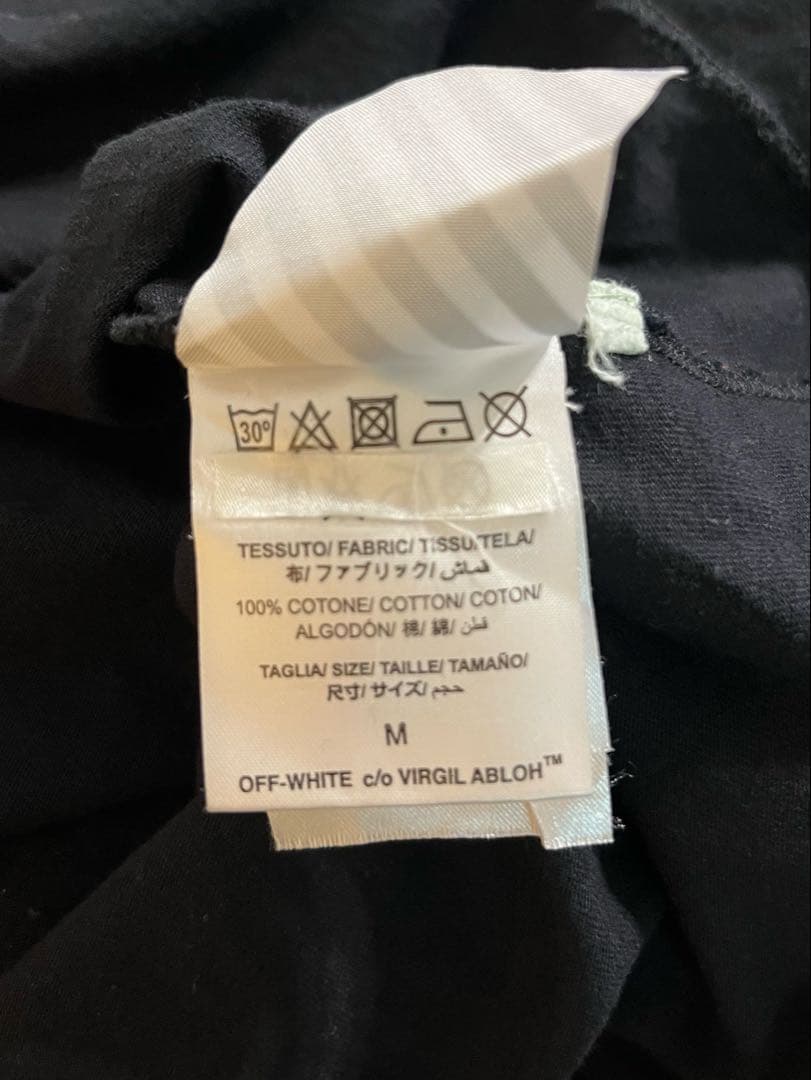 30°
TESSUTO/ FABRIC/ TISSU/TELA/
布/ファブリック/قماش/
100% COTONE/ COTTON/ COTON/
ALGODÓN/ 棉/ 綿/ قطن/
TAGLIA/ SIZE/ TAILLE/ TAMAÑO/
尺寸/サイズ/حجم/
M
OFF-WHITE c/o VIRGIL ABLOH™